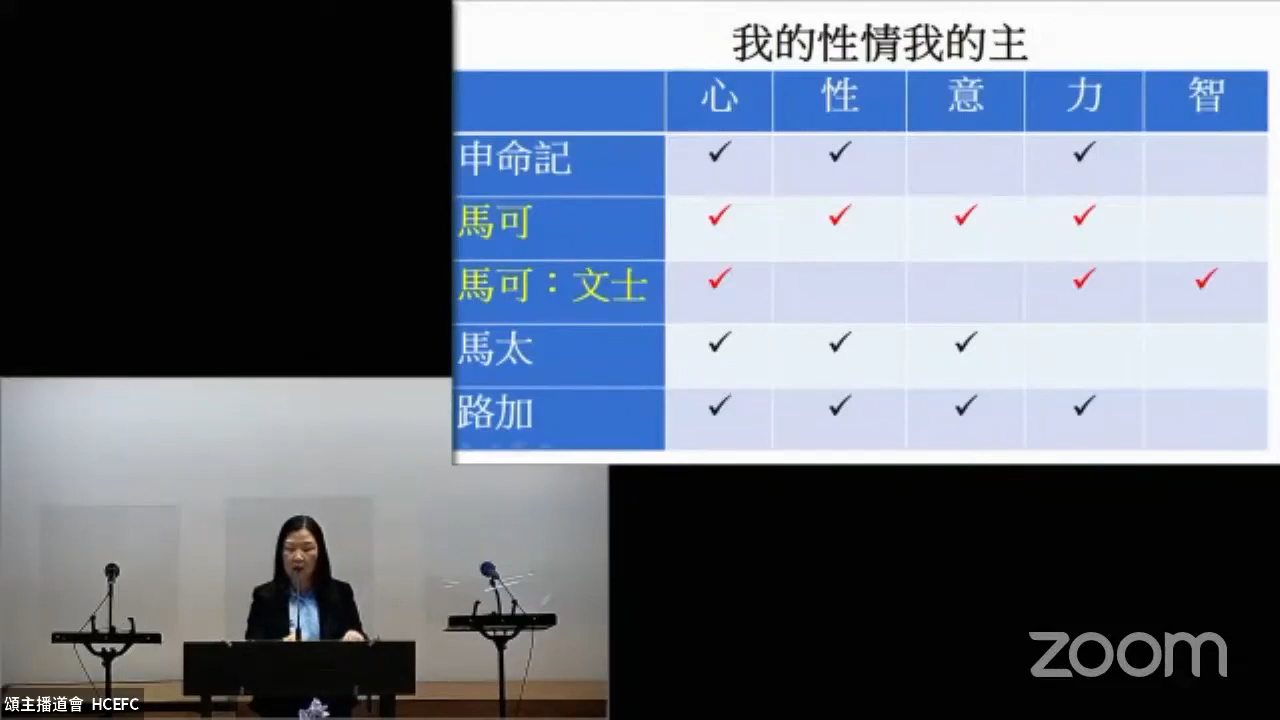 我的性情我的主
心 性 意 力 智
申命記 ✓ ✓ ✓
馬可 ✓ ✓ ✓ ✓
馬可：文士 ✓ ✓ ✓
馬太 ✓ ✓ ✓
路加 ✓ ✓ ✓ ✓
頌主播道會 HCEFC
zoom